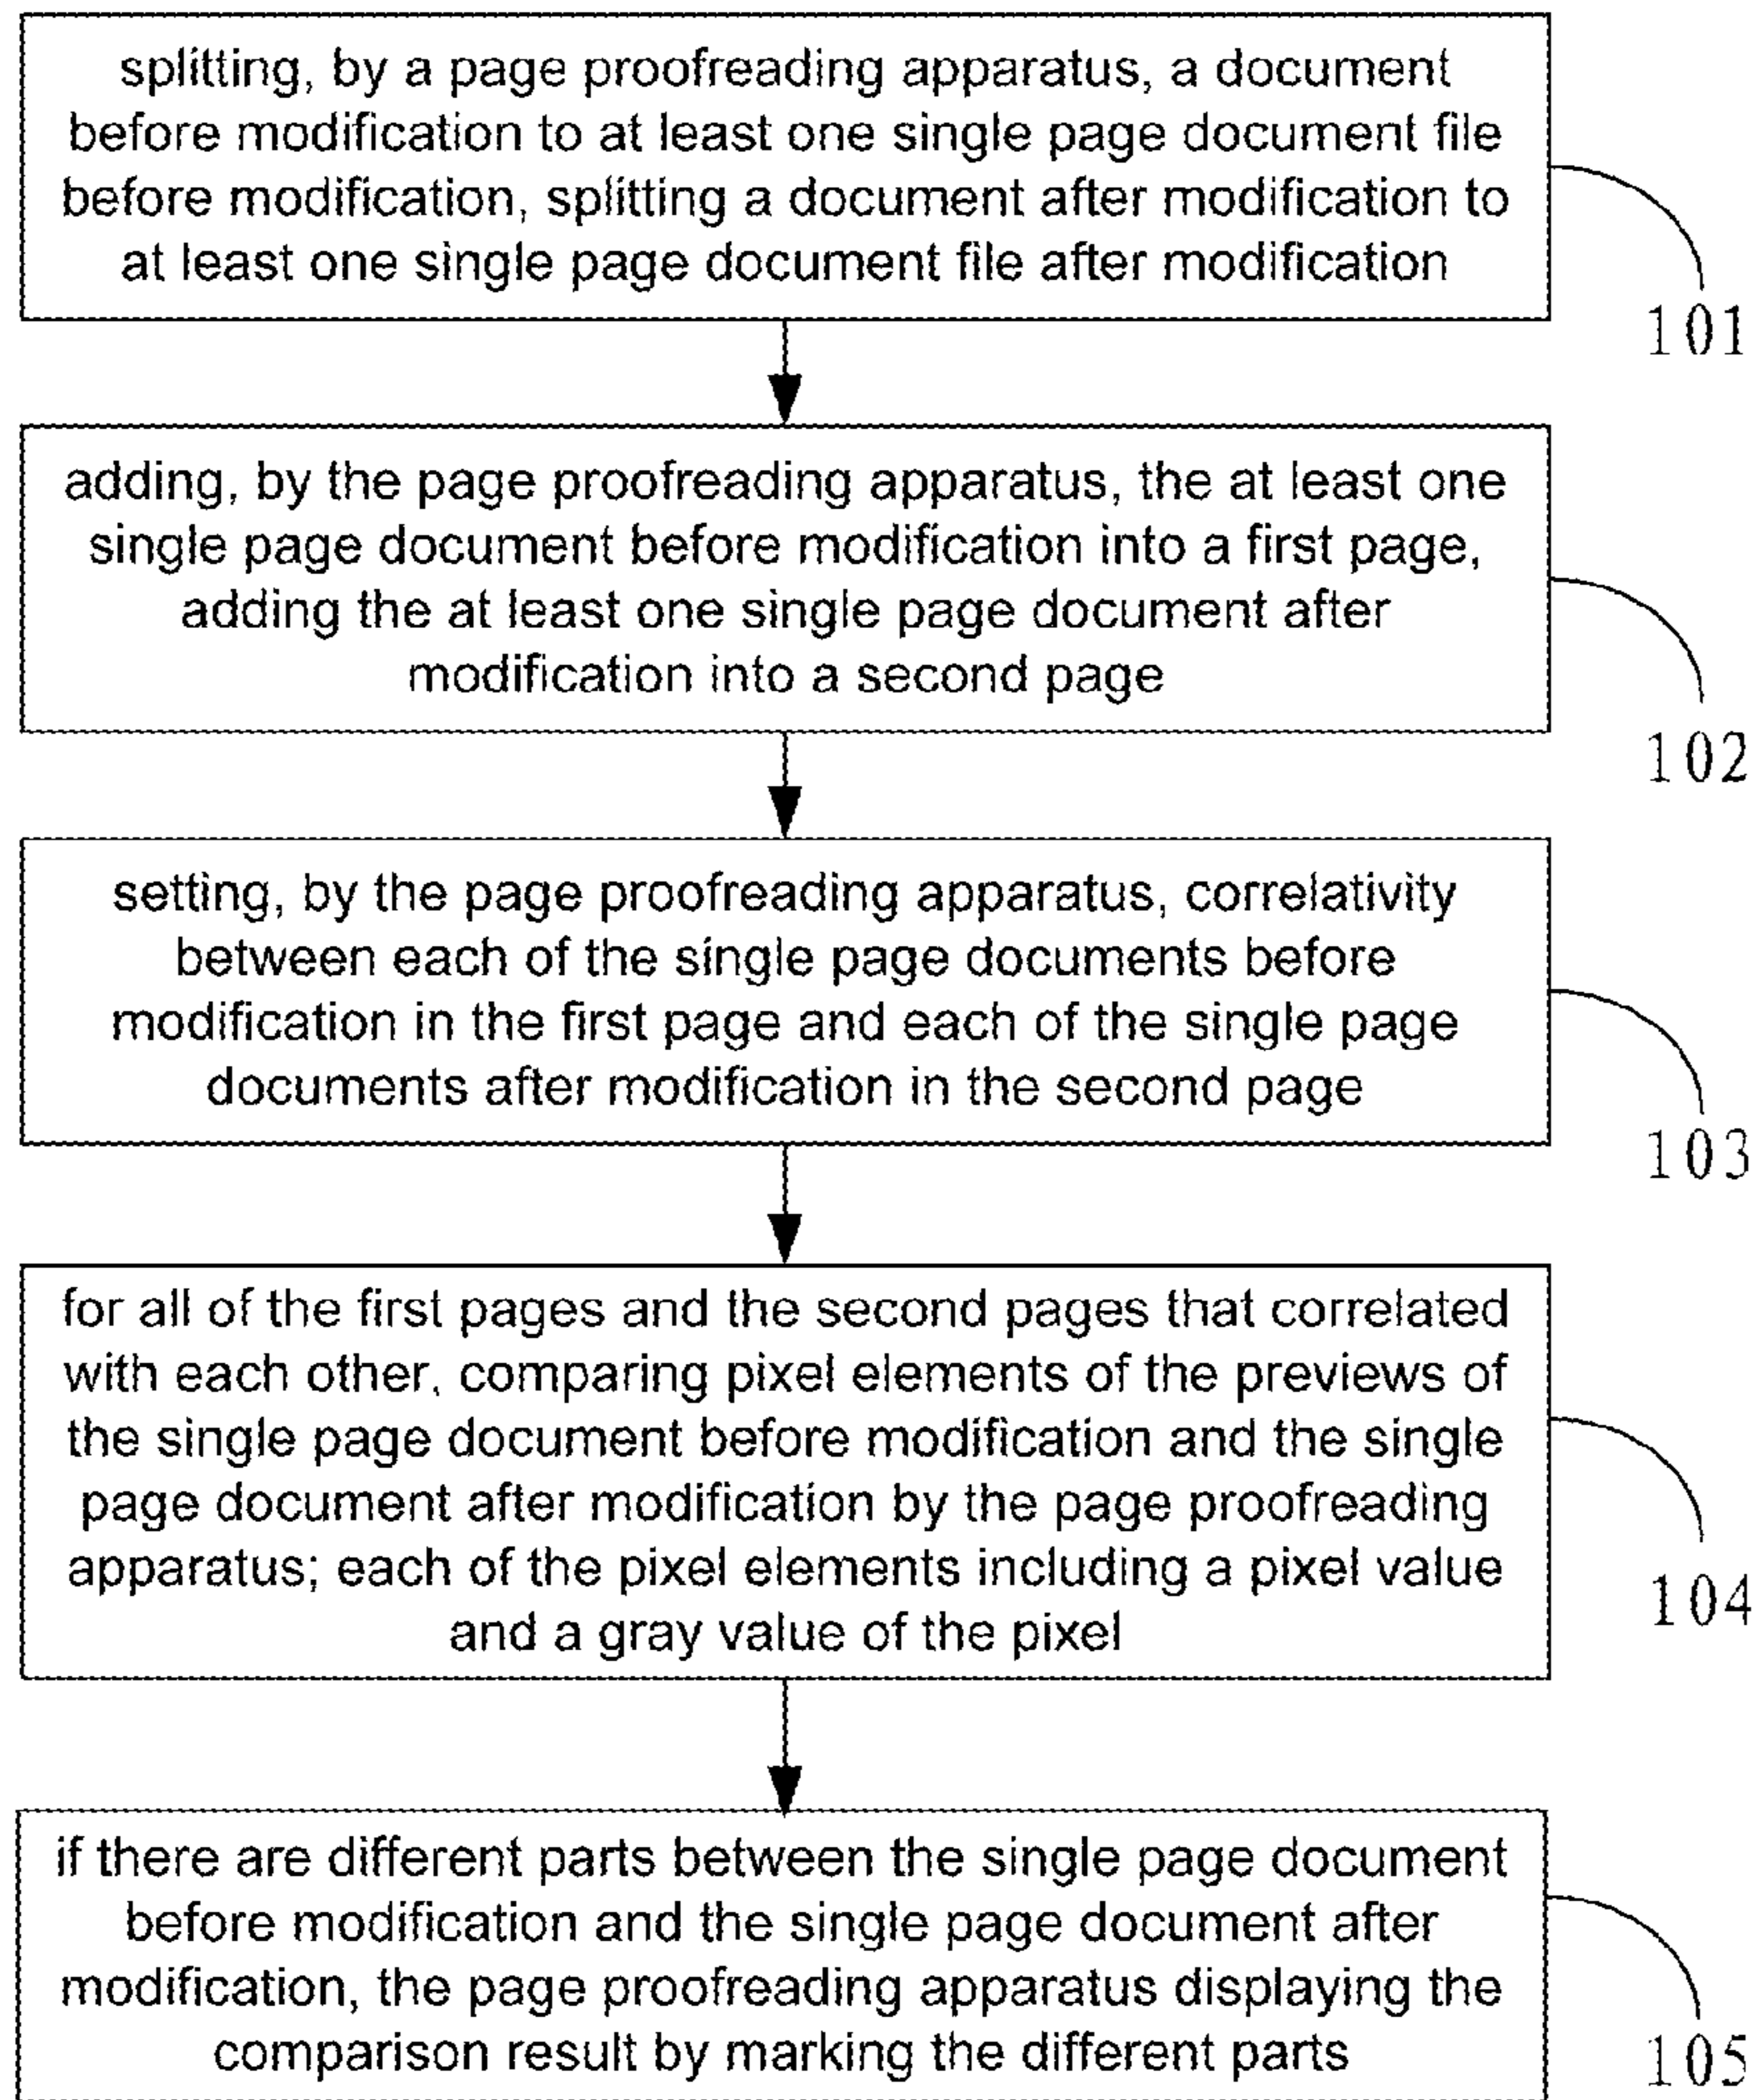 splitting, by a page proofreading apparatus, a document
before modification to at least one single page document file
before modification, splitting a document after modification to
at least one single page document file after modification
101
adding, by the page proofreading apparatus, the at least one
single page document before modification into a first page,
adding the at least one single page document after
modification into a second page
102
setting, by the page proofreading apparatus, correlativity
between each of the single page documents before
modification in the first page and each of the single page
documents after modification in the second page
103
for all of the first pages and the second pages that correlated
with each other, comparing pixel elements of the previews of
the single page document before modification and the single
page document after modification by the page proofreading
apparatus; each of the pixel elements including a pixel value
and a gray value of the pixel
104
if there are different parts between the single page document
before modification and the single page document after
modification, the page proofreading apparatus displaying the
comparison result by marking the different parts
105